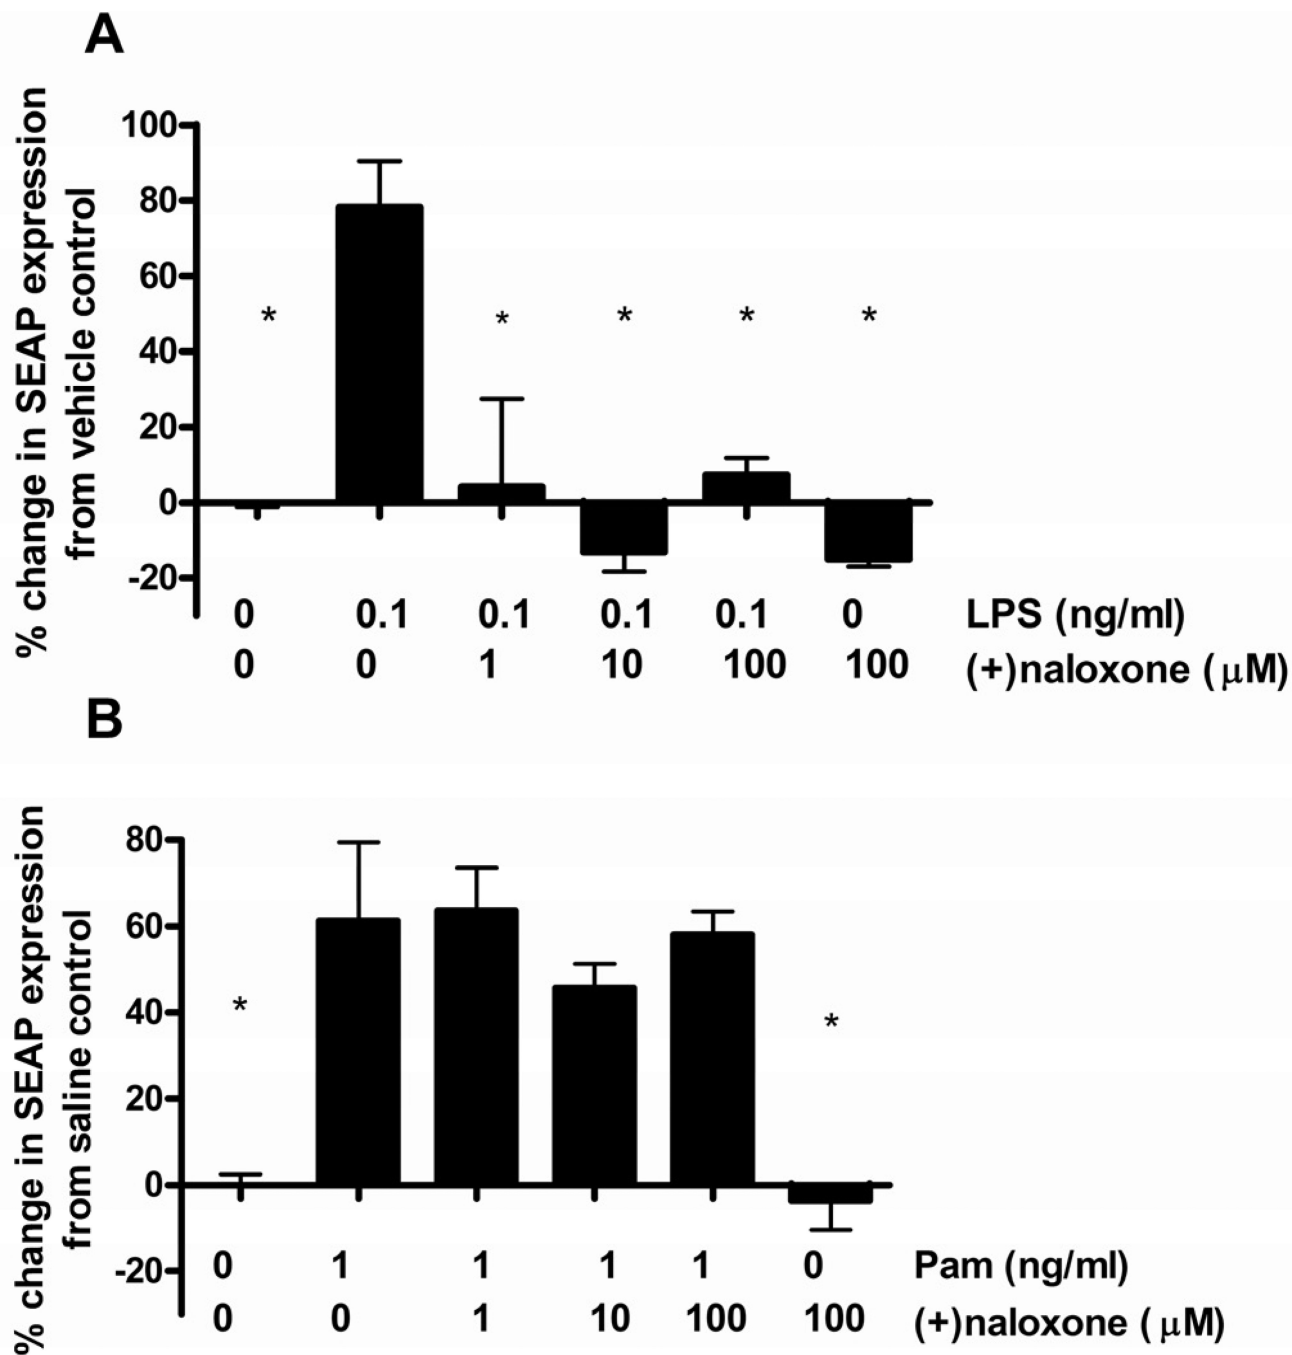 A
% change in SEAP expression
from vehicle control
100
80
60
40
20
0
-20
* * * * *
0 0.1 0.1 0.1 0.1 0 LPS (ng/ml)
0 0 1 10 100 100 (+)naloxone (μM)
B
% change in SEAP expression
from saline control
80
60
40
20
0
-20
* *
0 1 1 1 1 0 Pam (ng/ml)
0 0 1 10 100 100 (+)naloxone (μM)